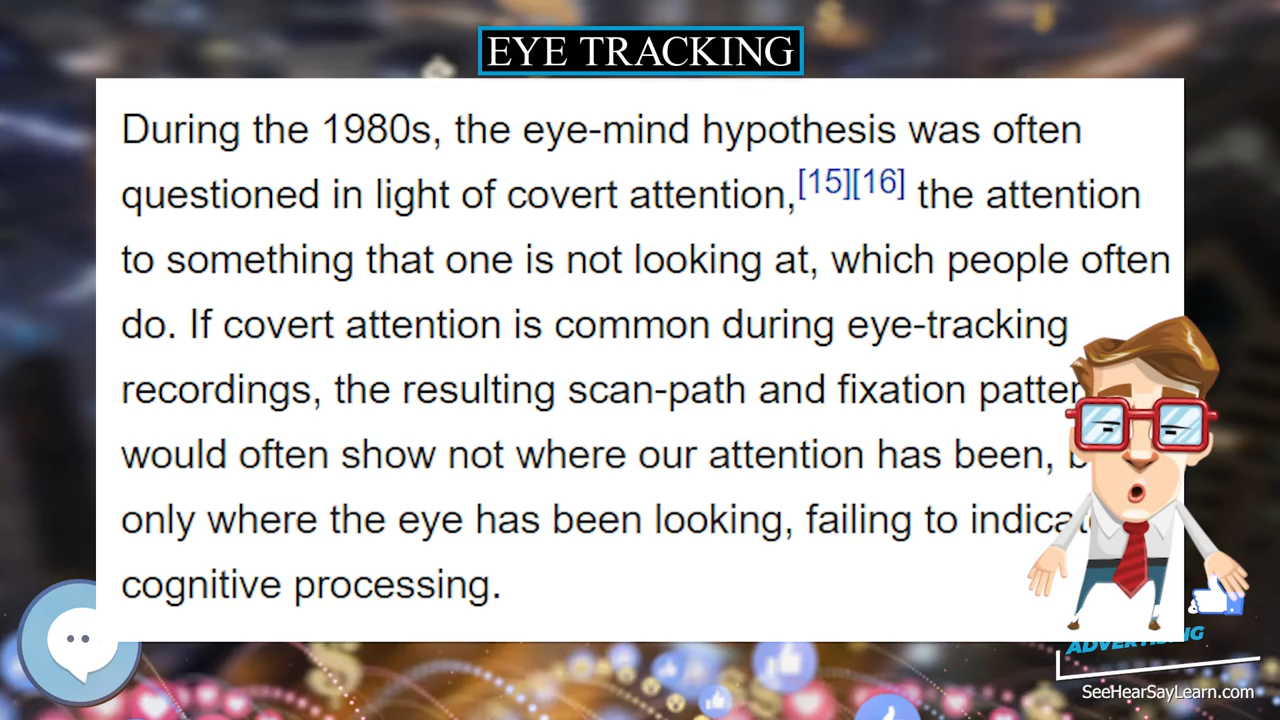 EYE TRACKING
During the 1980s, the eye-mind hypothesis was often
questioned in light of covert attention,[15][16] the attention
to something that one is not looking at, which people often
do. If covert attention is common during eye-tracking
recordings, the resulting scan-path and fixation
would often show not where our attention has been,
only where the eye has been looking, failing to
cognitive processing.
ADVERTISING
SeeHearSayLearn.com